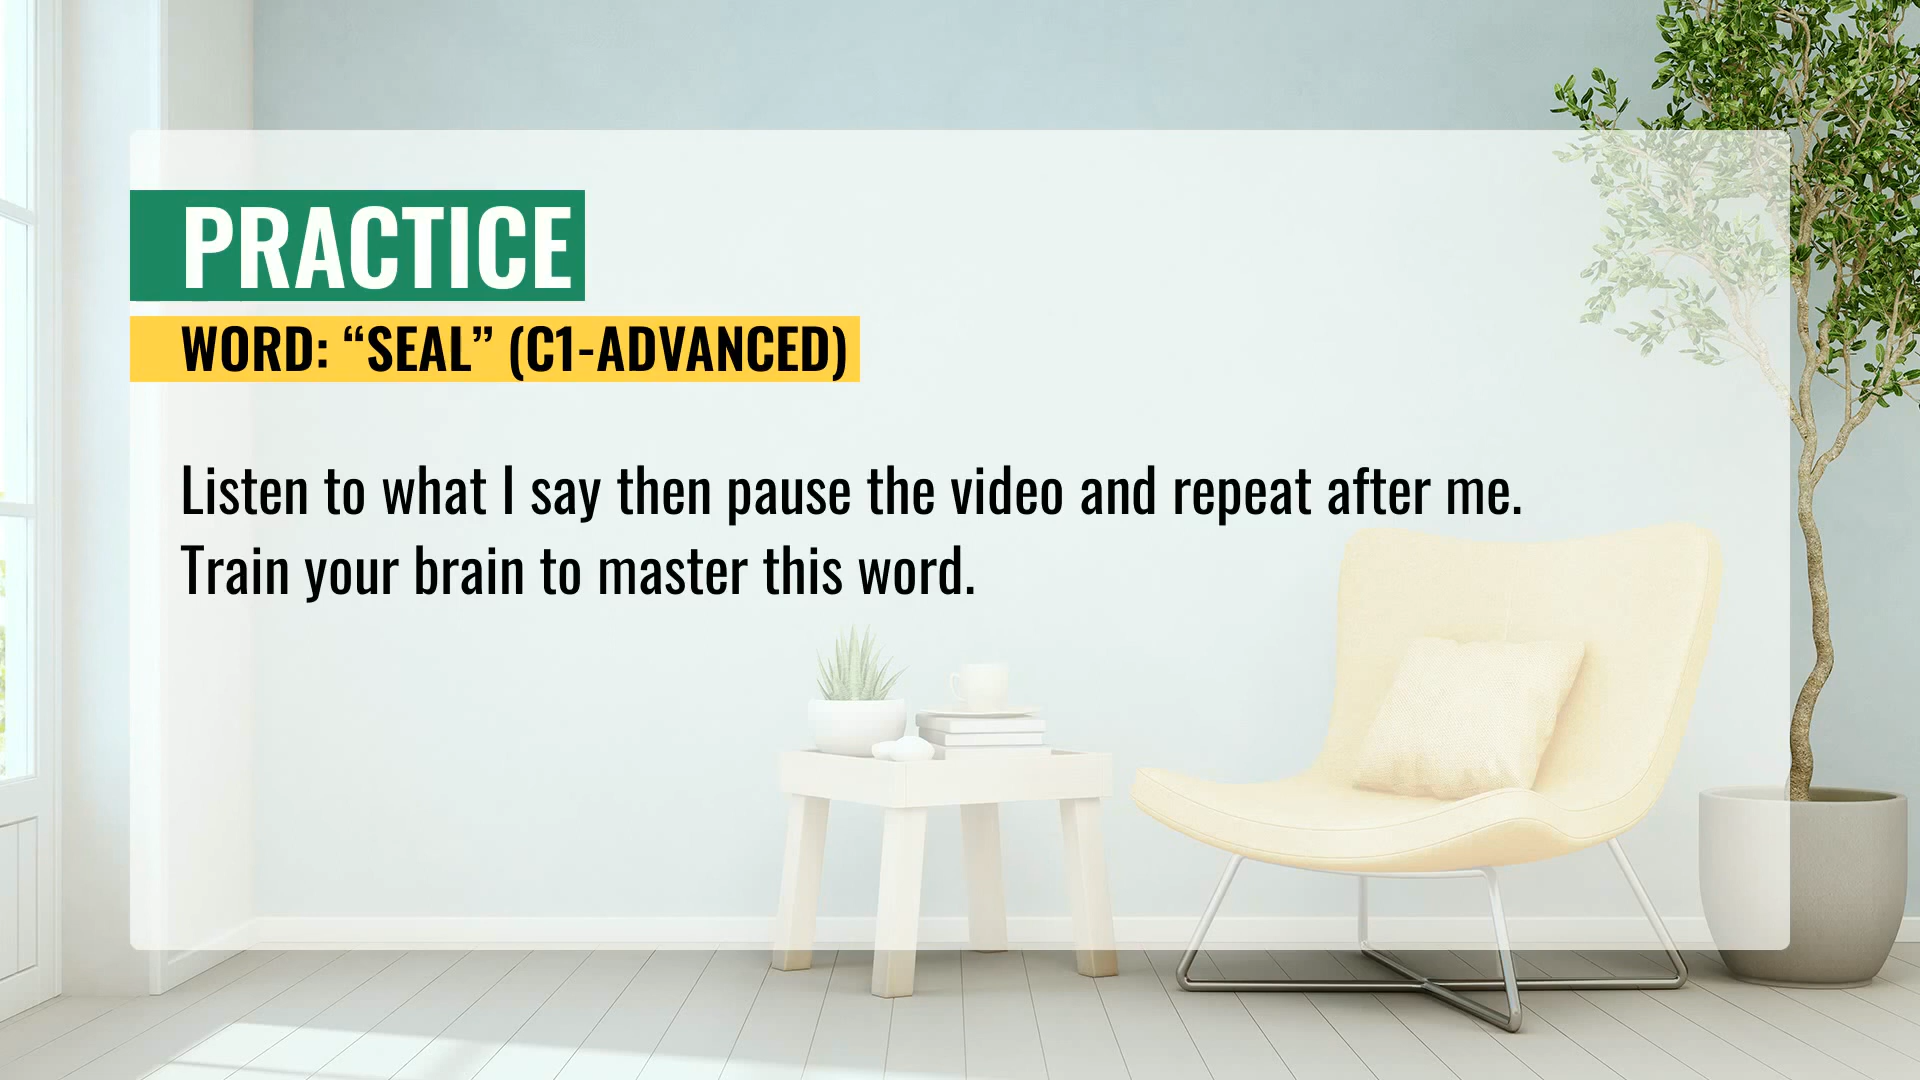 PRACTICE
WORD: “SEAL” (C1-ADVANCED)
Listen to what I say then pause the video and repeat after me.
Train your brain to master this word.